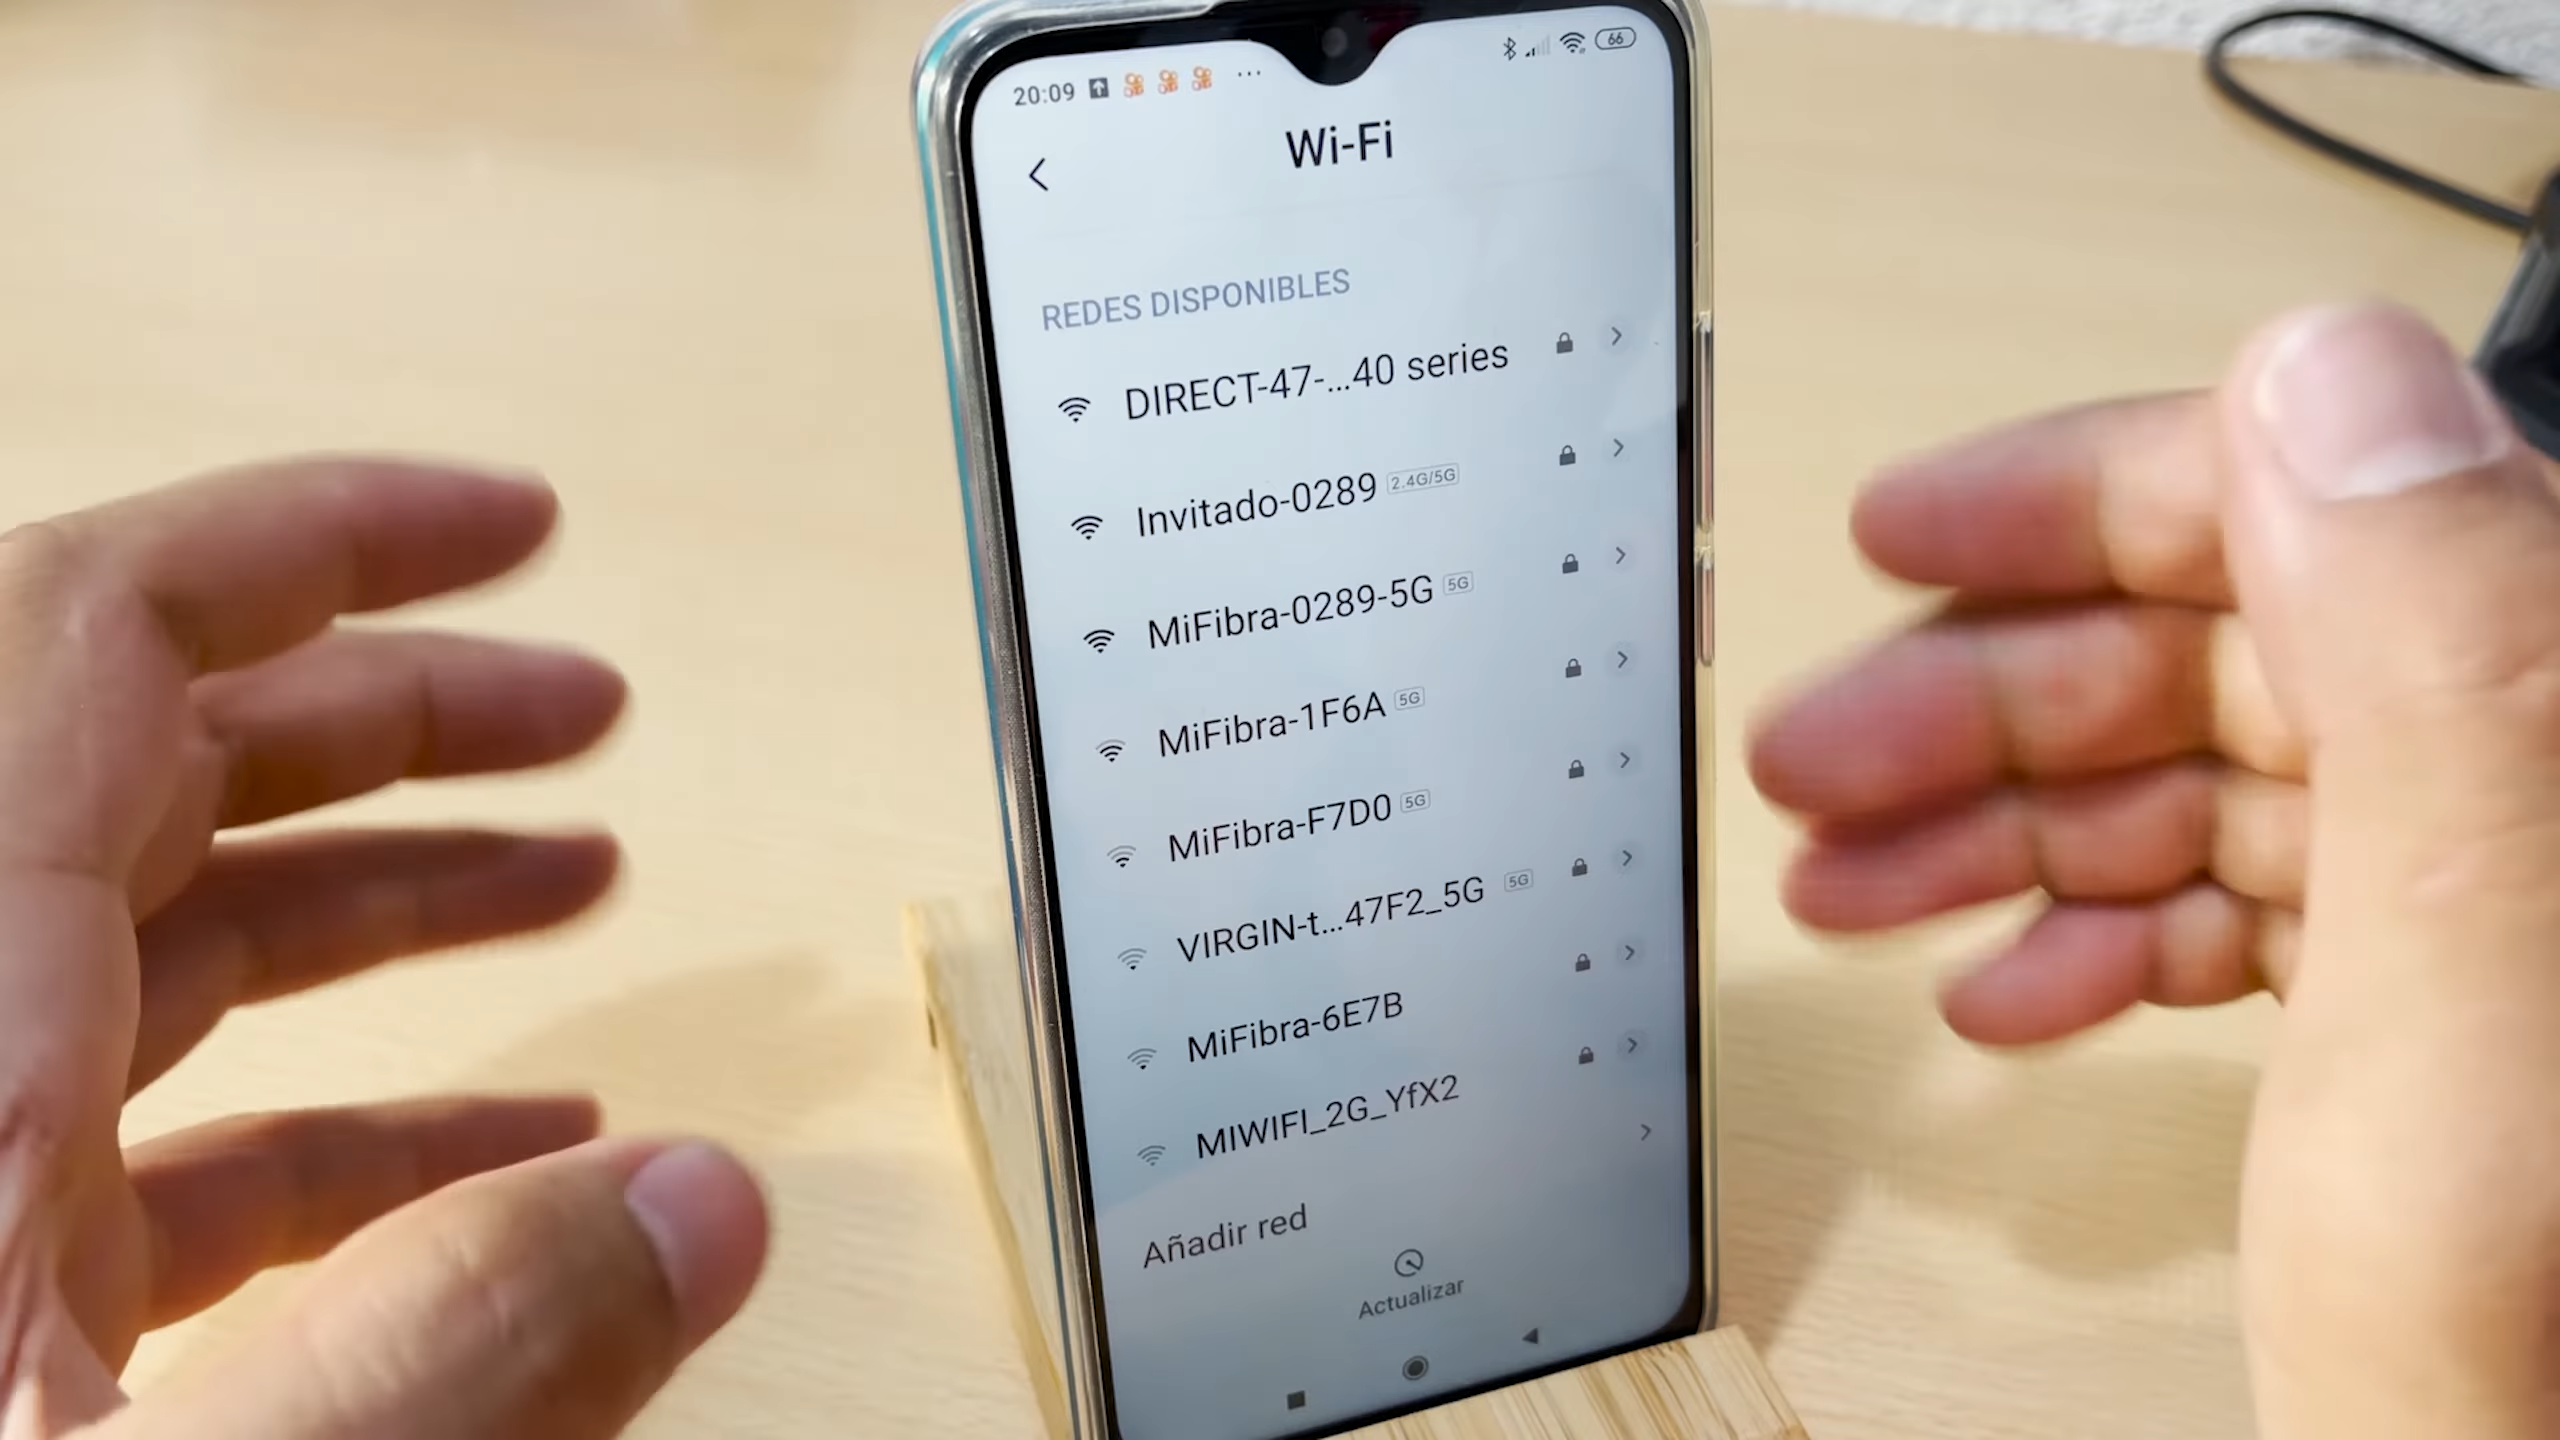 20:09 ... 66
Wi-Fi
REDES DISPONIBLES
DIRECT-47-...40 series
Invitado-0289 2.4G/5G
MiFibra-0289-5G 5G
MiFibra-1F6A 5G
MiFibra-F7D0 5G
VIRGIN-t...47F2_5G 5G
MiFibra-6E7B
MIWIFI_2G_YfX2
Añadir red
Actualizar